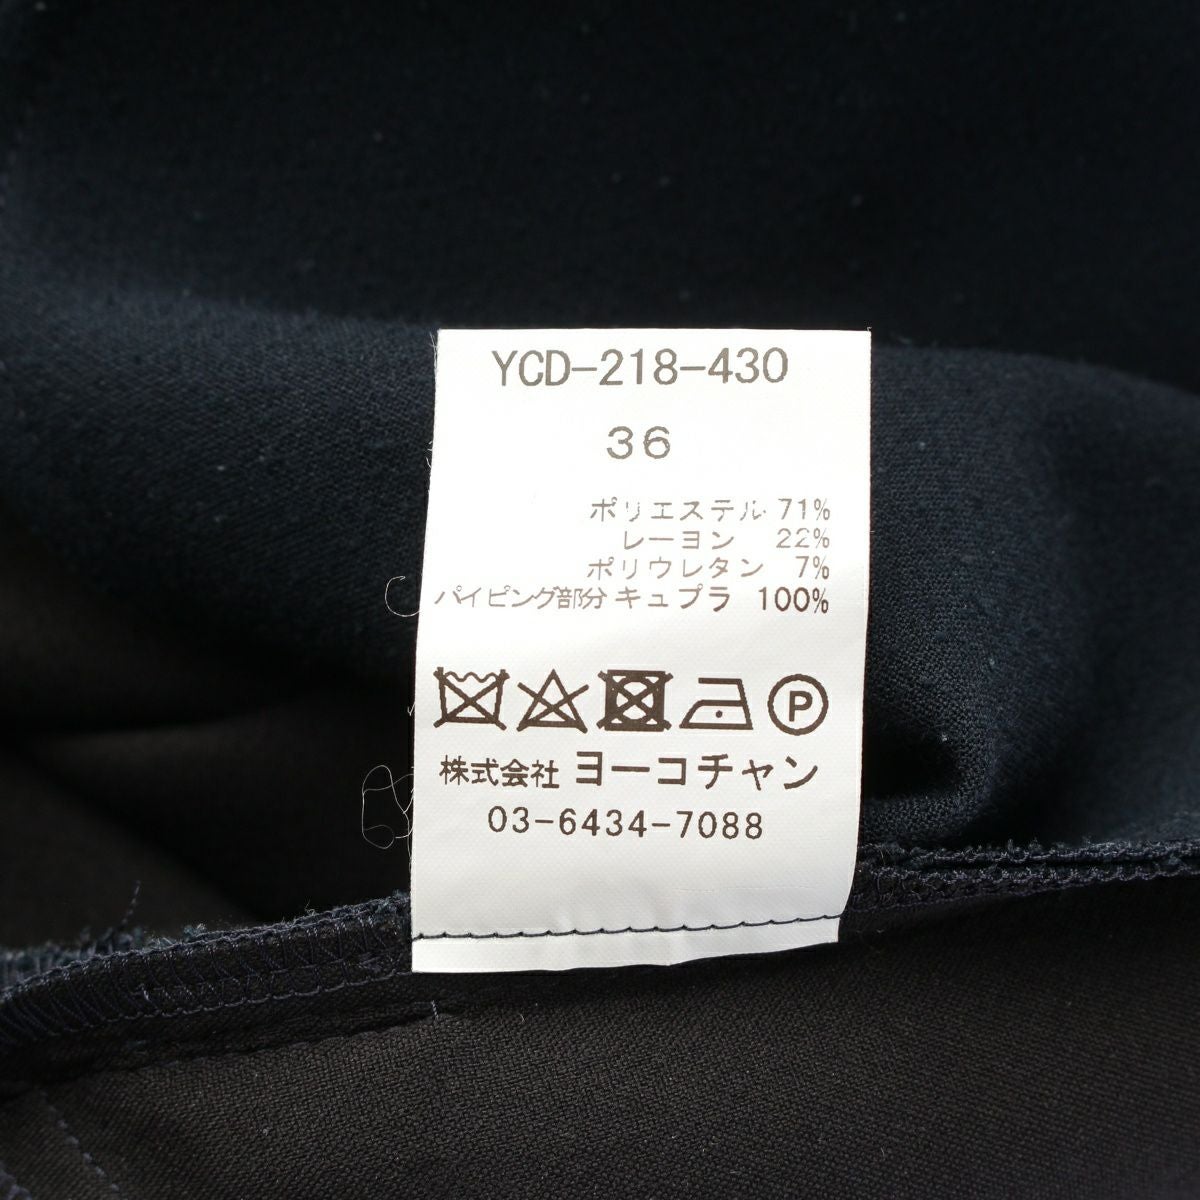 YCD-218-430
36
ポリエステル 71%
レーヨン 22%
ポリウレタン 7%
パイピング部分 キュプラ 100%
P
株式会社 ヨーコチャン
03-6434-7088